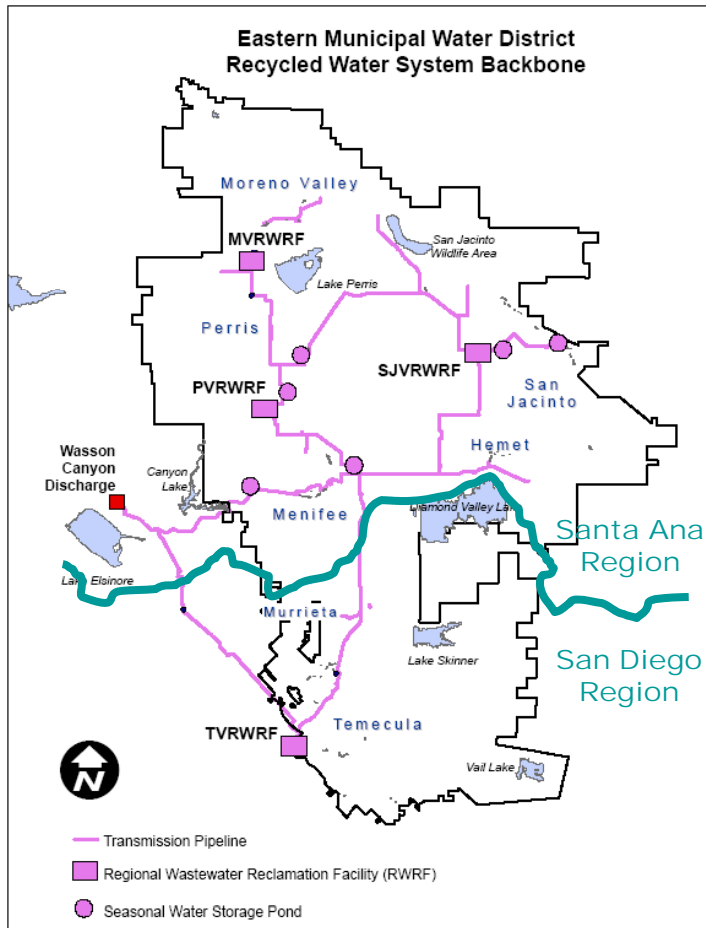 Eastern Municipal Water District
Recycled Water System Backbone
Moreno Valley
MVRWRF
San Jacinto
Wildlife Area
Lake Perris
Perris
SJVRWRF
PVRWRF
San
Jacinto
Hemet
Wasson
Canyon
Discharge
Canyon
Lake
Menifee
Diamond Valley Lake
Santa Ana
Region
Lake Elsinore
Murrieta
Lake Skinner
San Diego
Region
TVRWRF
Temecula
Vail Lake
N
Transmission Pipeline
Regional Wastewater Reclamation Facility (RWRF)
Seasonal Water Storage Pond